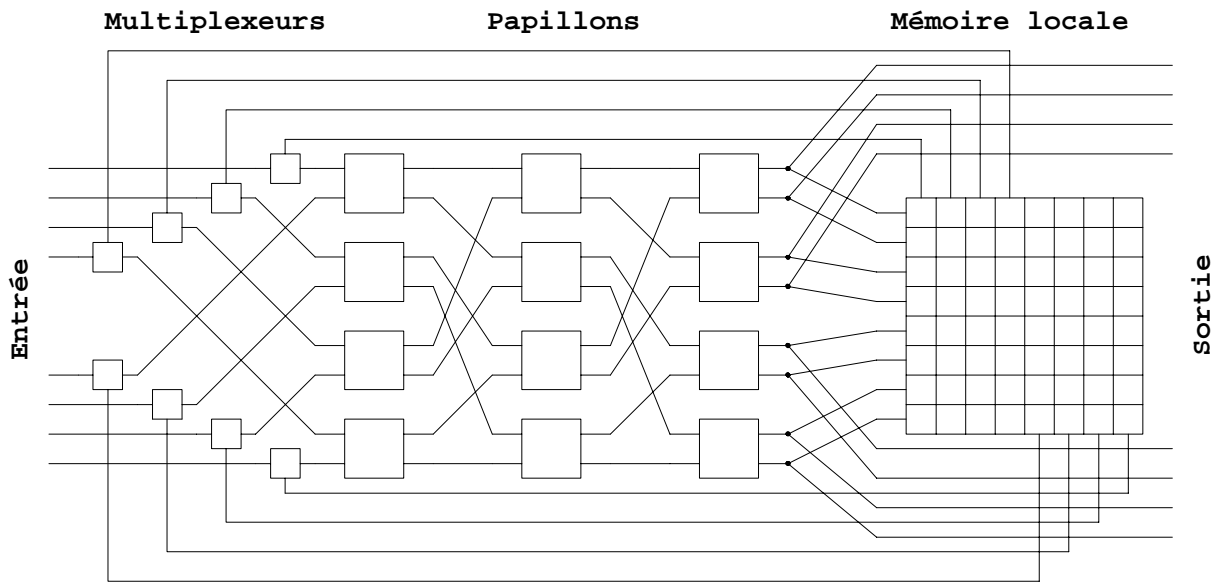 Multiplexeurs
Papillons
Mémoire locale
Entrée
Sortie